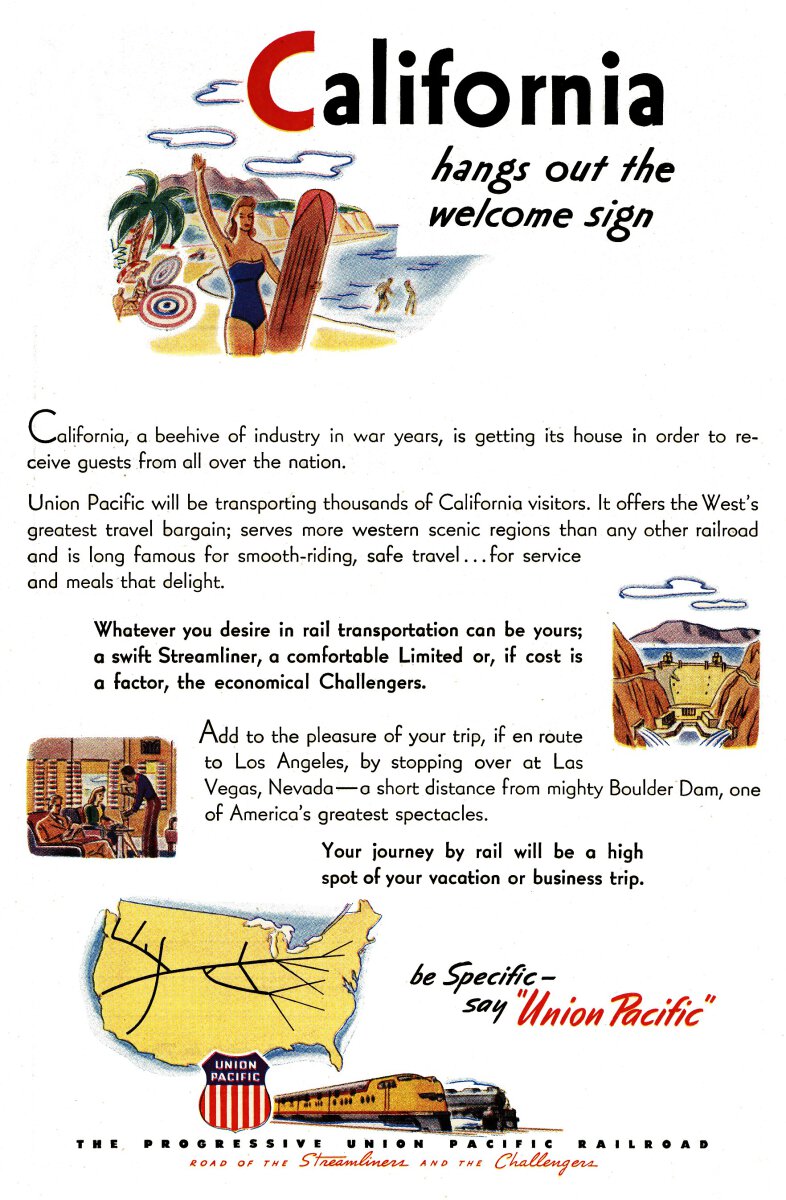 California
hangs out the
welcome sign
California, a beehive of industry in war years, is getting its house in order to re-
ceive guests from all over the nation.
Union Pacific will be transporting thousands of California visitors. It offers the West's
greatest travel bargain; serves more western scenic regions than any other railroad
and is long famous for smooth-riding, safe travel...for service
and meals that delight.
Whatever you desire in rail transportation can be yours;
a swift Streamliner, a comfortable Limited or, if cost is
a factor, the economical Challengers.
Add to the pleasure of your trip, if en route
to Los Angeles, by stopping over at Las
Vegas, Nevada—a short distance from mighty Boulder Dam, one
of America's greatest spectacles.
Your journey by rail will be a high
spot of your vacation or business trip.
be Specific—
say "Union Pacific"
UNION
PACIFIC
THE PROGRESSIVE UNION PACIFIC RAILROAD
ROAD OF THE Streamliners AND THE Challengers